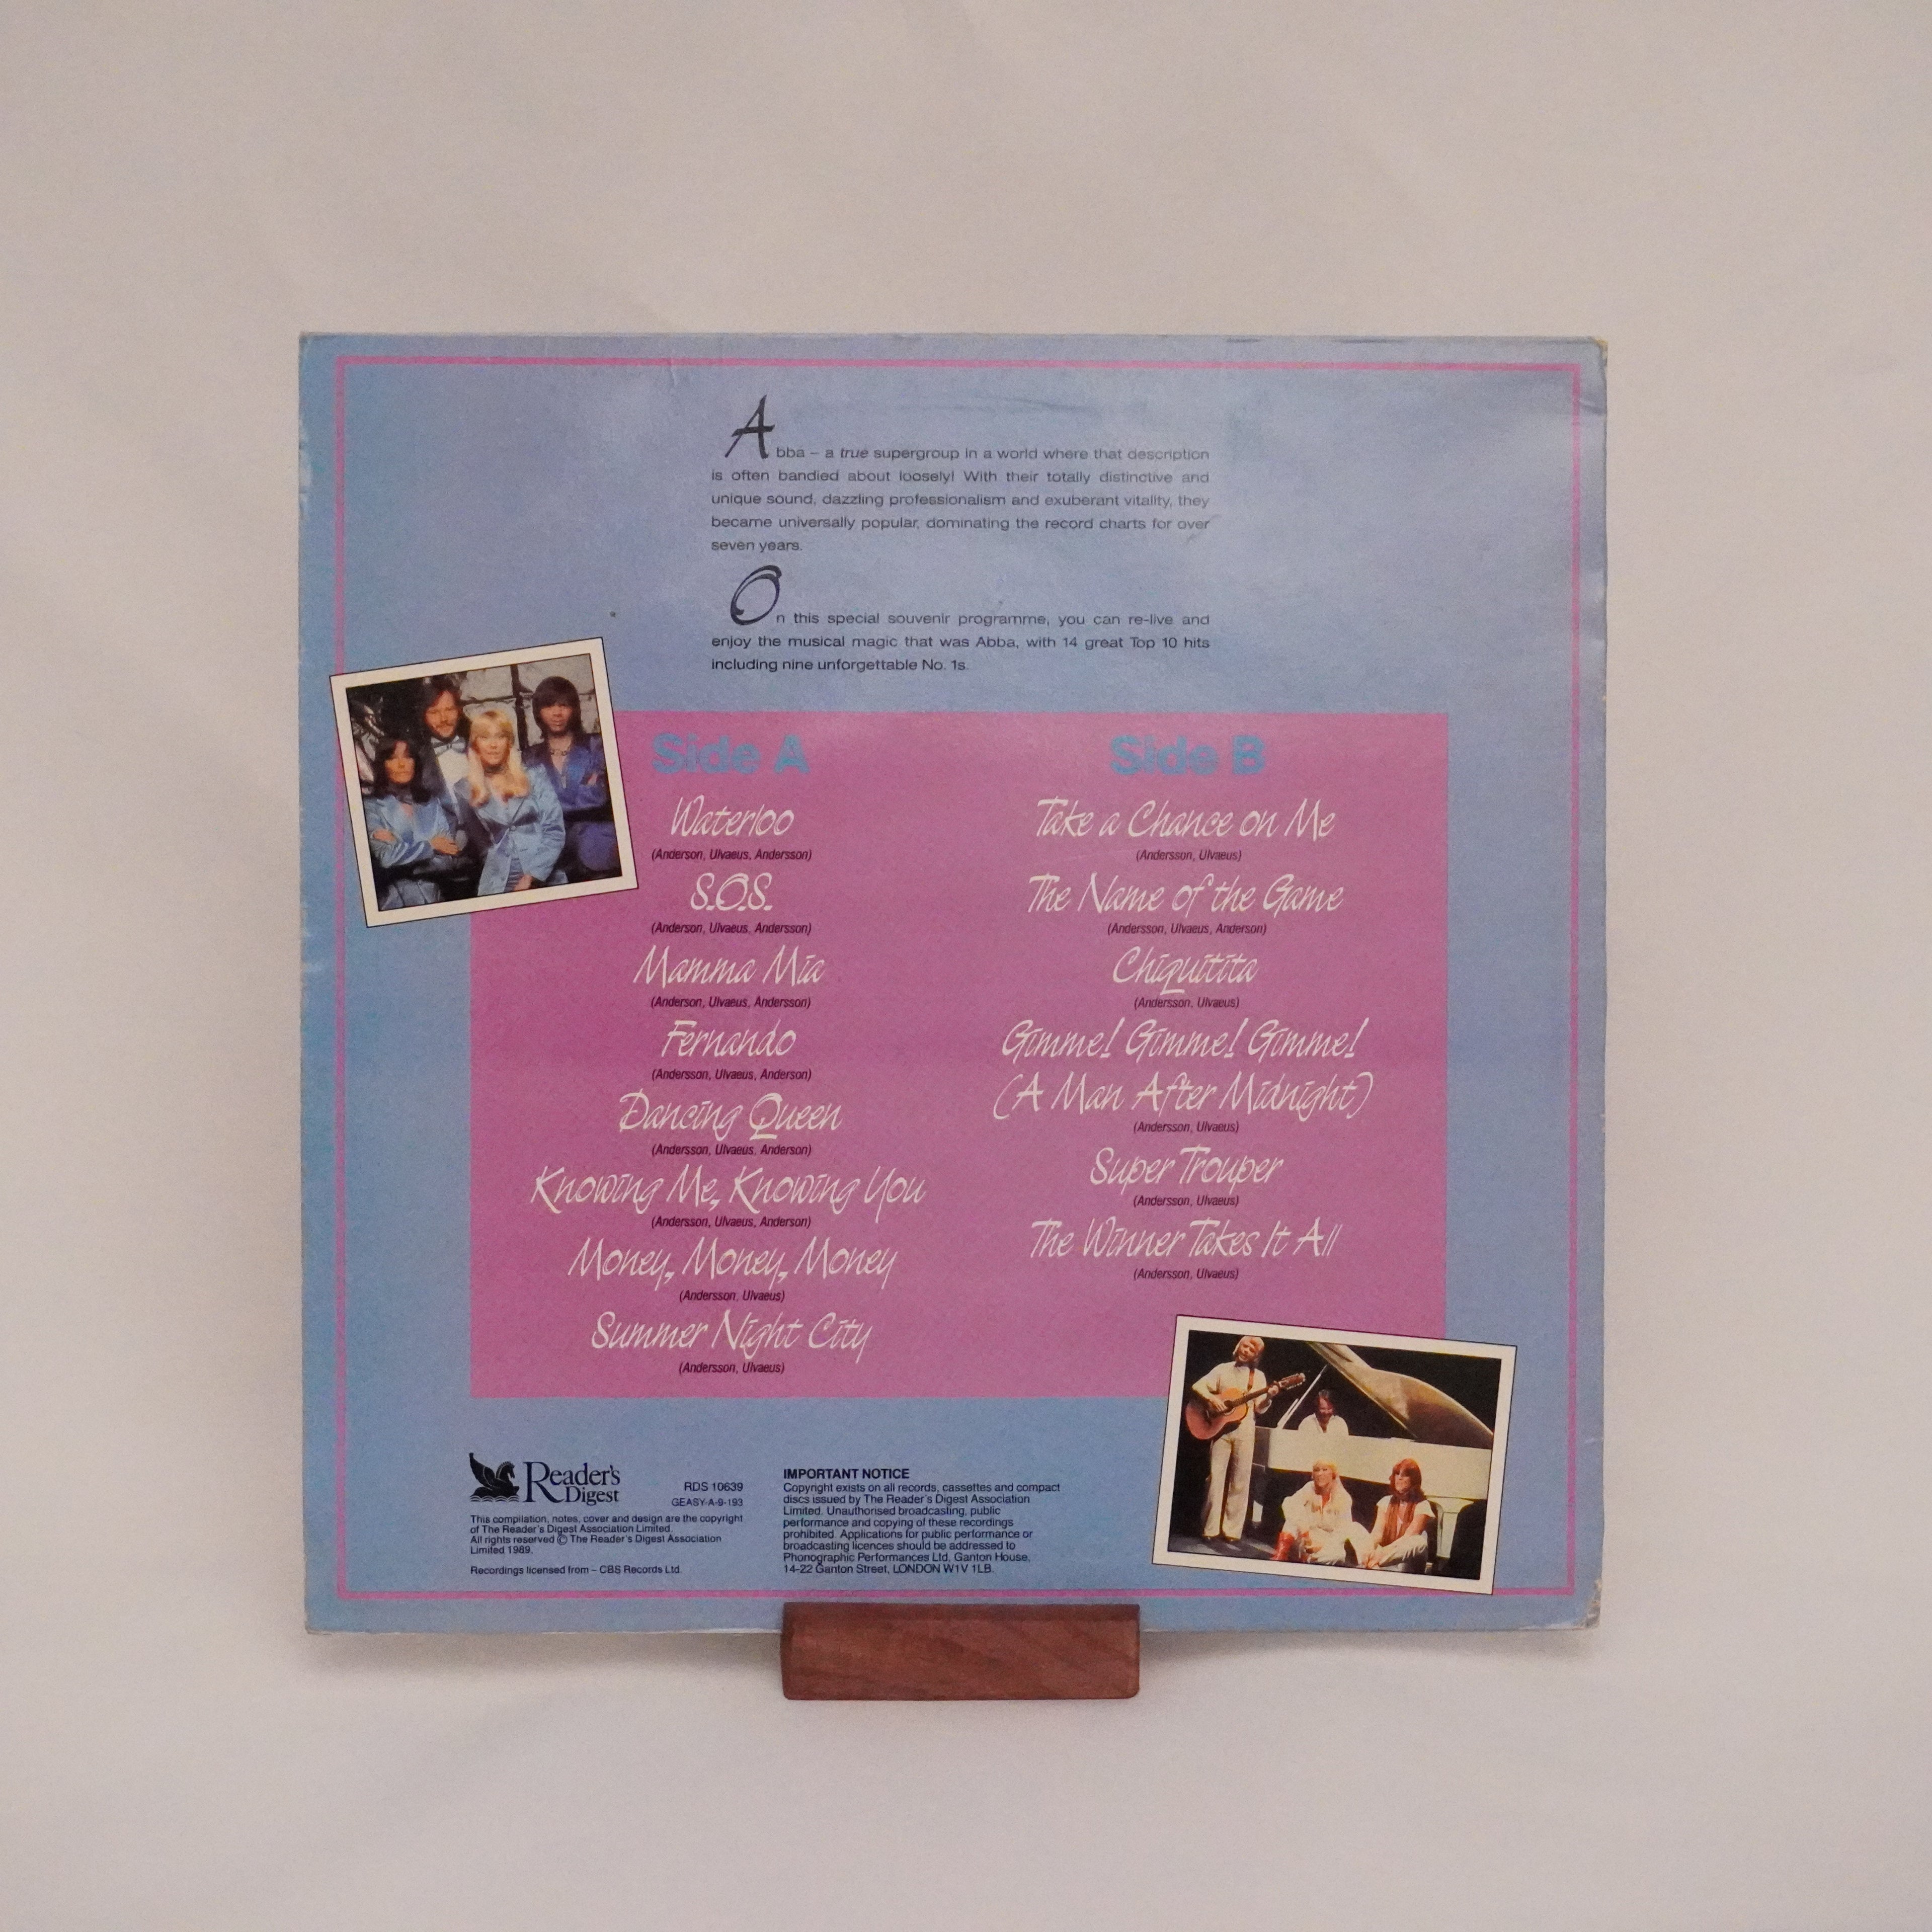 Abba – a true supergroup in a world where that description
is often bandied about loosely! With their totally distinctive and
unique sound, dazzling professionalism and exuberant vitality, they
became universally popular, dominating the record charts for over
seven years.
On this special souvenir programme, you can re-live and
enjoy the musical magic that was Abba, with 14 great Top 10 hits
including nine unforgettable No. 1s.
Side A
Waterloo
(Anderson, Ulvaeus, Andersson)
S.O.S.
(Anderson, Ulvaeus, Andersson)
Mamma Mia
(Anderson, Ulvaeus, Andersson)
Fernando
(Andersson, Ulvaeus, Anderson)
Dancing Queen
(Andersson, Ulvaeus, Anderson)
Knowing Me, Knowing You
(Andersson, Ulvaeus, Anderson)
Money, Money, Money
(Andersson, Ulvaeus)
Summer Night City
(Andersson, Ulvaeus)
Side B
Take a Chance on Me
(Andersson, Ulvaeus)
The Name of the Game
(Andersson, Ulvaeus, Anderson)
Chiquitita
(Andersson, Ulvaeus)
Gimme! Gimme! Gimme!
(A Man After Midnight)
(Andersson, Ulvaeus)
Super Trouper
(Andersson, Ulvaeus)
The Winner Takes It All
(Andersson, Ulvaeus)
Reader's
Digest
RDS 10639
GEASY-A-9-193
This compilation, notes, cover and design are the copyright
of The Reader's Digest Association Limited.
All rights reserved © The Reader's Digest Association
Limited 1989.
Recordings licensed from – CBS Records Ltd.
IMPORTANT NOTICE
Copyright exists on all records, cassettes and compact
discs issued by The Reader's Digest Association
Limited. Unauthorised broadcasting, public
performance and copying of these recordings
prohibited. Applications for public performance or
broadcasting licences should be addressed to
Phonographic Performances Ltd, Ganton House,
14-22 Ganton Street, LONDON W1V 1LB.